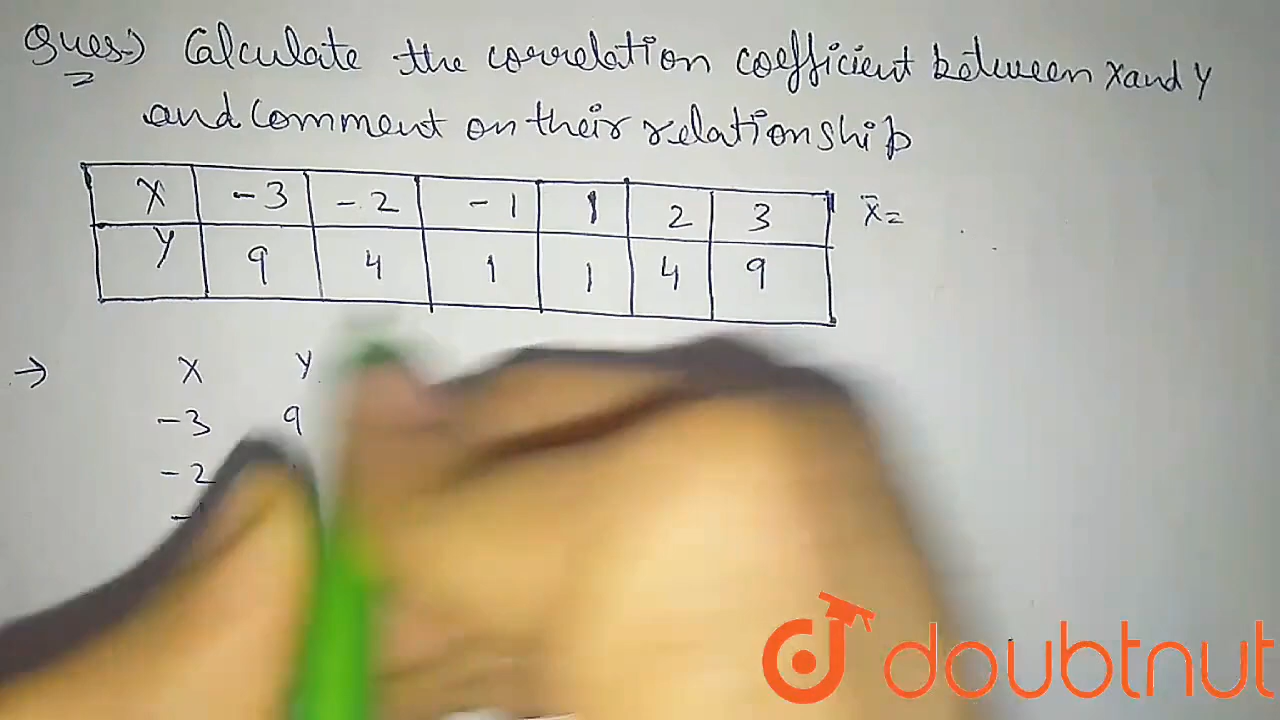 Ques.) Calculate the correlation coefficient between X and Y
and comment on their relationship
X -3 -2 -1 1 2 3
Y 9 4 1 1 4 9
x̄ =
→ X Y
-3 9
-2
doubtnut